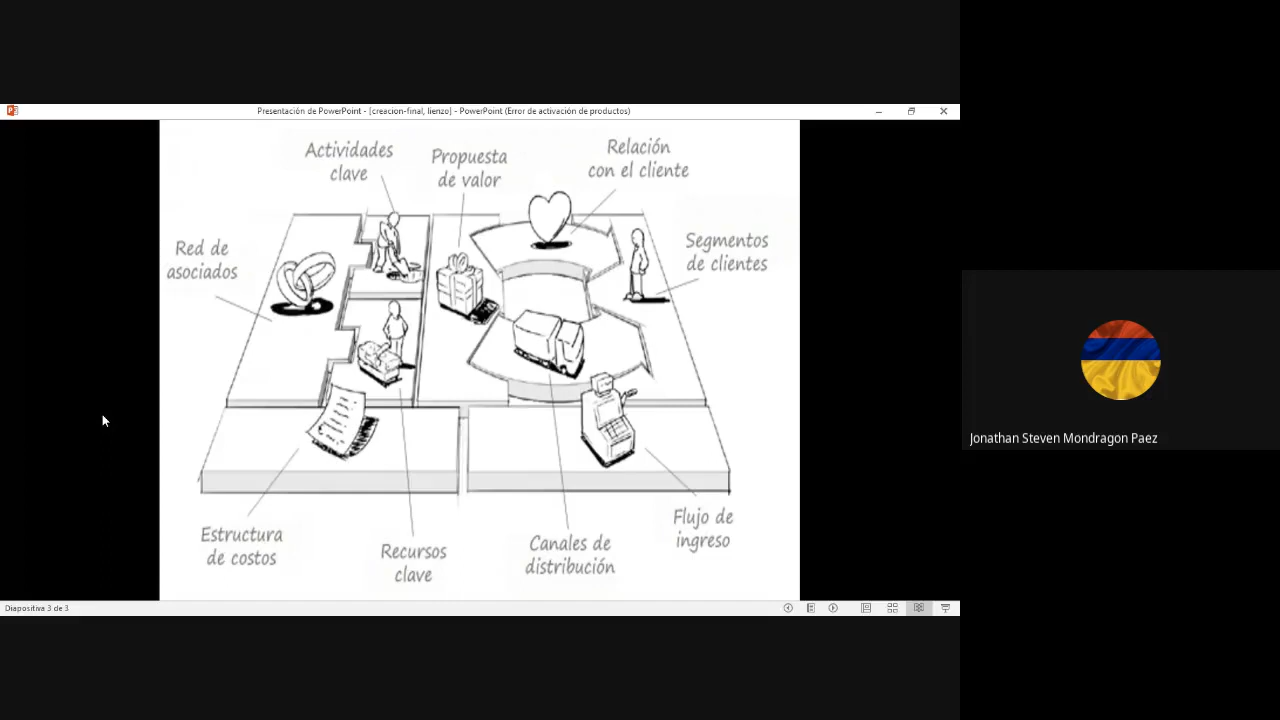 Presentación de PowerPoint - [creacion-final, lienzo] - PowerPoint (Error de activación de productos)
Actividades
clave
Propuesta
de valor
Relación
con el cliente
Red de
asociados
Segmentos
de clientes
Estructura
de costos
Recursos
clave
Canales de
distribución
Flujo de
ingreso
Jonathan Steven Mondragon Paez
Diapositiva 3 de 3